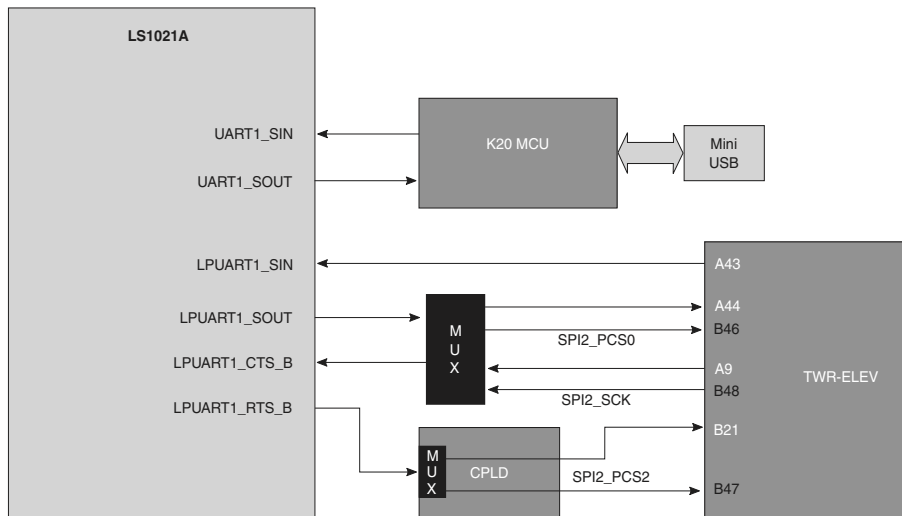 LS1021A
UART1_SIN
K20 MCU
Mini
USB
UART1_SOUT
LPUART1_SIN
A43
LPUART1_SOUT
M
U
X
A44
SPI2_PCS0
B46
LPUART1_CTS_B
A9
TWR-ELEV
SPI2_SCK
B48
LPUART1_RTS_B
B21
M
U
X
CPLD
SPI2_PCS2
B47